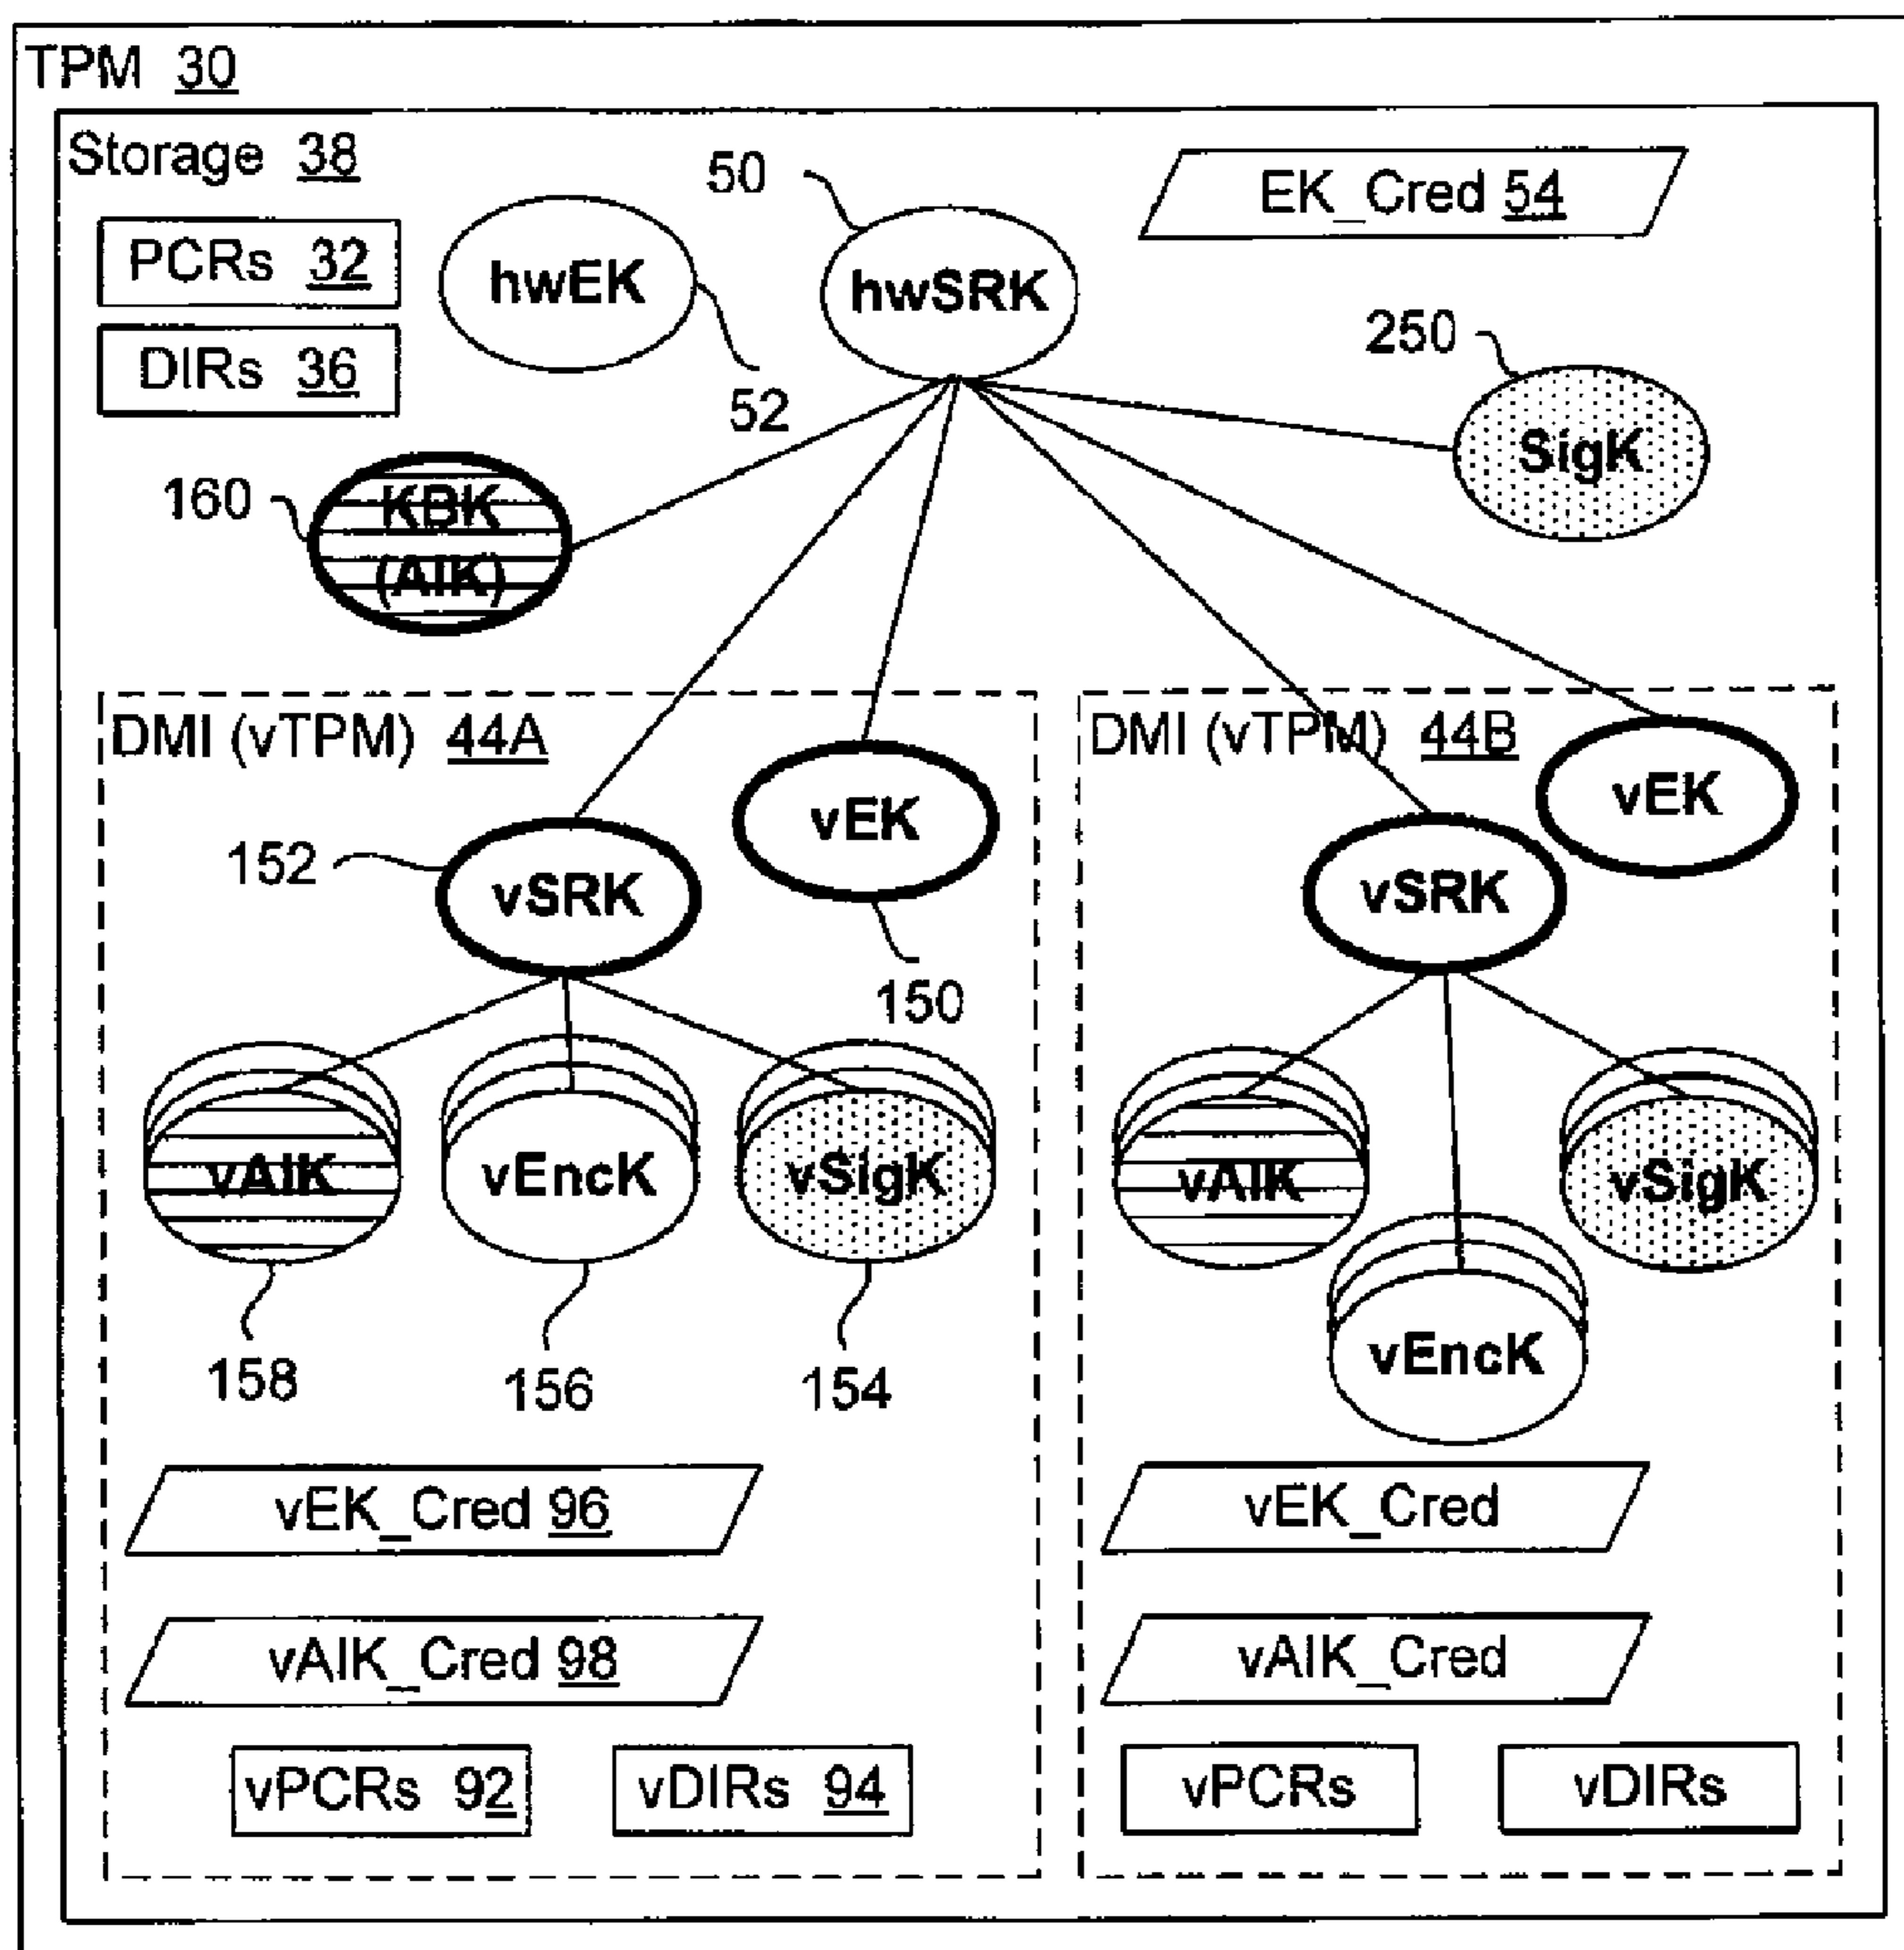 TPM 30
Storage 38
50
EK_Cred 54
PCRs 32
hwEK
hwSRK
DIRs 36
52
250
SigK
160
KBK
(AIK)
DMI (vTPM) 44A
DMI (vTPM) 44B
vEK
vEK
152
vSRK
vSRK
150
vAIK
vEncK
vSigK
vAIK
vSigK
vEncK
158
156
154
vEK_Cred 96
vEK_Cred
vAIK_Cred 98
vAIK_Cred
vPCRs 92
vDIRs 94
vPCRs
vDIRs